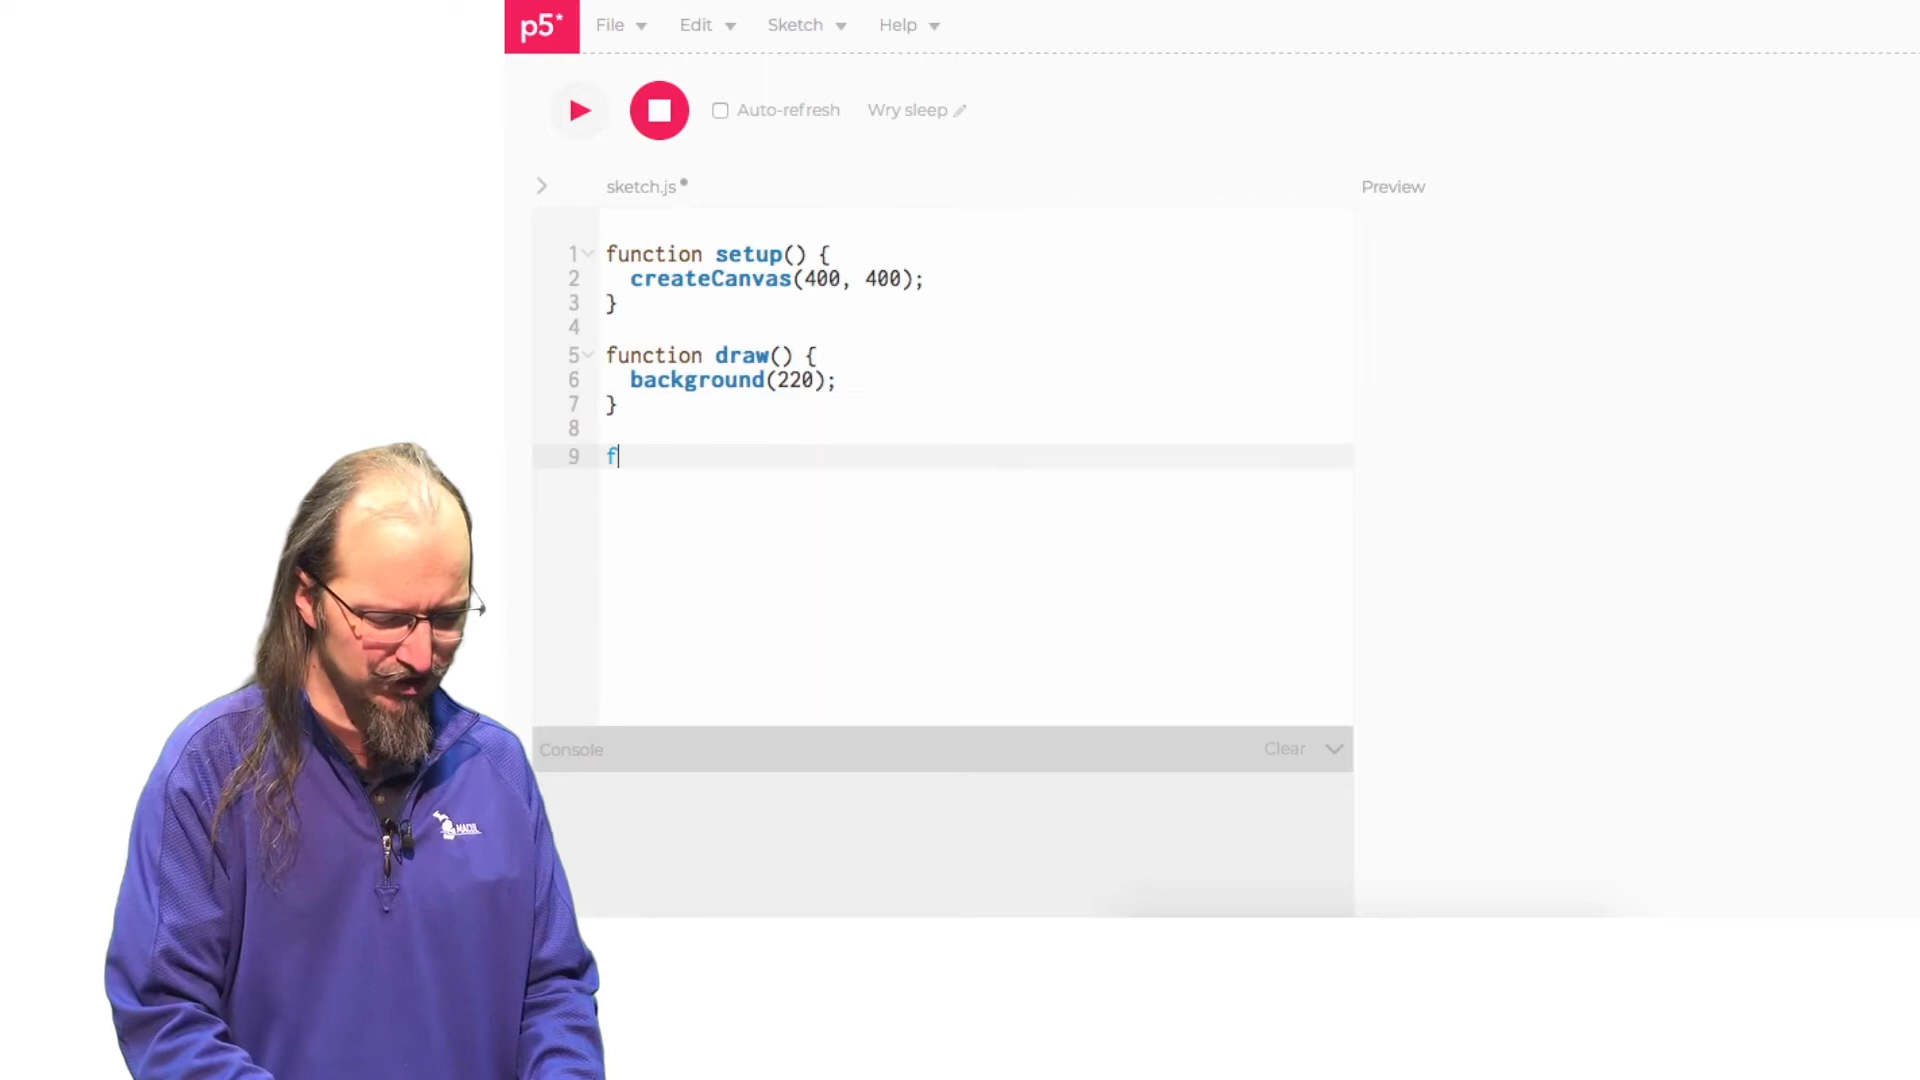 p5* File Edit Sketch Help
Auto-refresh Wry sleep
sketch.js Preview
1 function setup() {
2 createCanvas(400, 400);
3 }
4
5 function draw() {
6 background(220);
7 }
8
9 f
Console Clear
MACUL